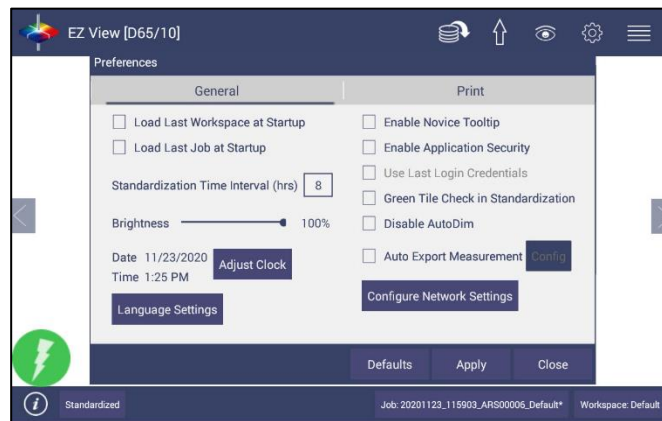 EZ View [D65/10]
Preferences
General
Print
Load Last Workspace at Startup
Load Last Job at Startup
Standardization Time Interval (hrs) 8
Brightness 100%
Date 11/23/2020
Time 1:25 PM
Adjust Clock
Language Settings
Enable Novice Tooltip
Enable Application Security
Use Last Login Credentials
Green Tile Check in Standardization
Disable AutoDim
Auto Export Measurement Config
Configure Network Settings
Defaults Apply Close
Standardized Job: 20201123_115903_ARS00006_Default* Workspace: Default